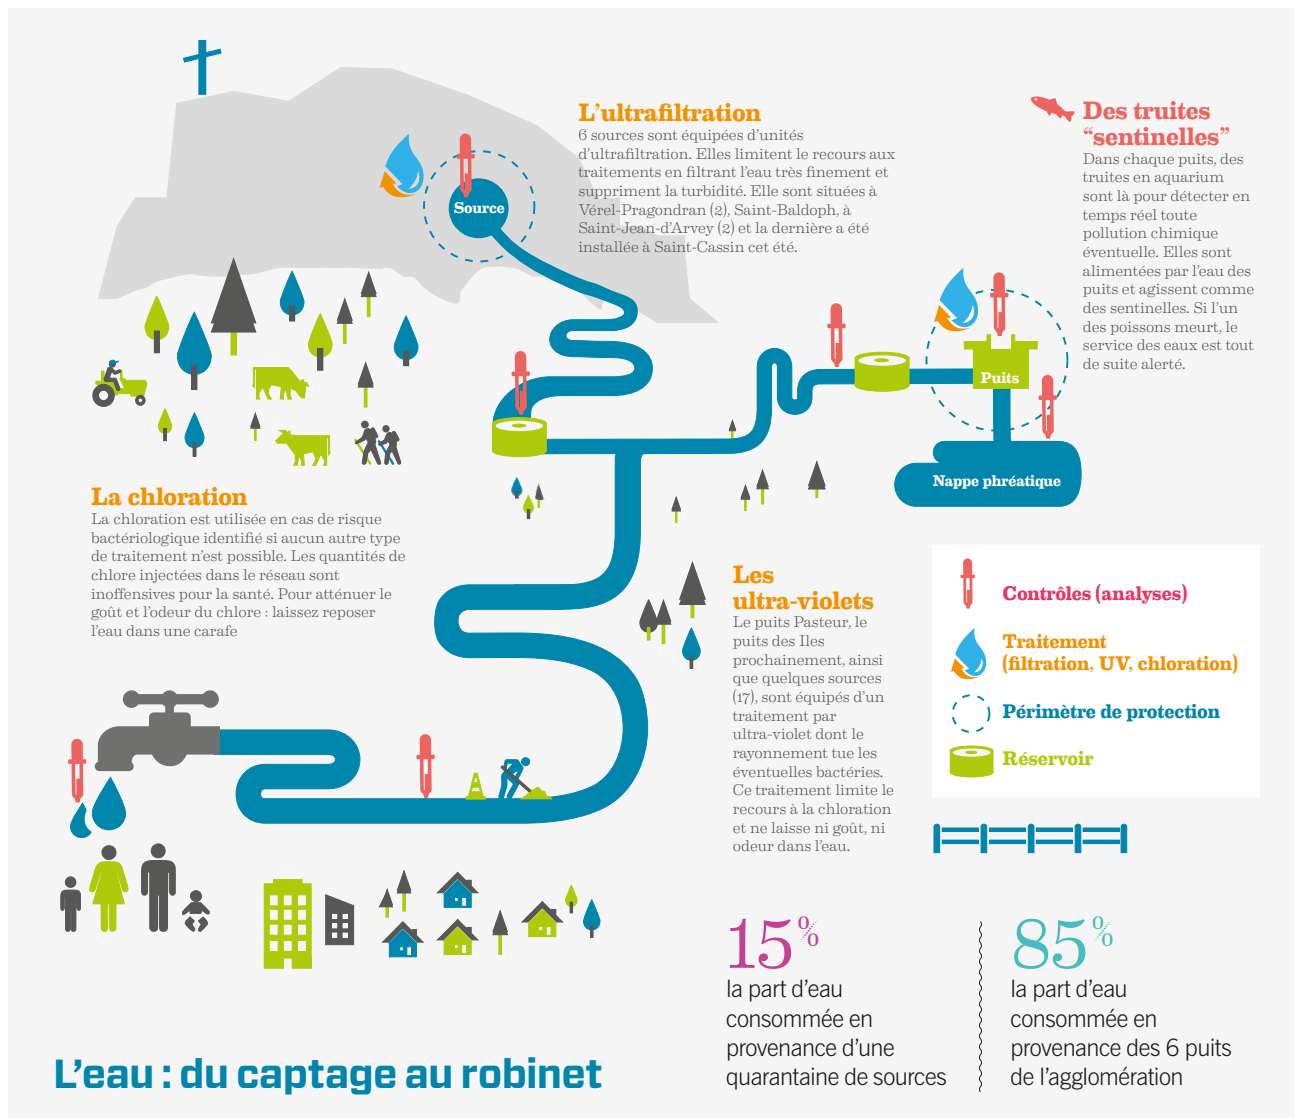 L'ultrafiltration
6 sources sont équipées d'unités
d'ultrafiltration. Elles limitent le recours aux
traitements en filtrant l'eau très finement et
suppriment la turbidité. Elle sont situées à
Vérel-Pragondran (2), Saint-Baldoph, à
Saint-Jean-d'Arvey (2) et la dernière a été
installée à Saint-Cassin cet été.
Des truites
“sentinelles”
Dans chaque puits, des
truites en aquarium
sont là pour détecter en
temps réel toute
pollution chimique
éventuelle. Elles sont
alimentées par l'eau des
puits et agissent comme
des sentinelles. Si l'un
des poissons meurt, le
service des eaux est tout
de suite alerté.
Source
Puits
Nappe phréatique
La chloration
La chloration est utilisée en cas de risque
bactériologique identifié si aucun autre type
de traitement n'est possible. Les quantités de
chlore injectées dans le réseau sont
inoffensives pour la santé. Pour atténuer le
goût et l'odeur du chlore : laissez reposer
l'eau dans une carafe
Les
ultra-violets
Le puits Pasteur, le
puits des Iles
prochainement, ainsi
que quelques sources
(17), sont équipés d'un
traitement par
ultra-violet dont le
rayonnement tue les
éventuelles bactéries.
Ce traitement limite le
recours à la chloration
et ne laisse ni goût, ni
odeur dans l'eau.
Contrôles (analyses)
Traitement
(filtration, UV, chloration)
Périmètre de protection
Réservoir
15%
la part d'eau
consommée en
provenance d'une
quarantaine de sources
85%
la part d'eau
consommée en
provenance des 6 puits
de l'agglomération
L'eau : du captage au robinet